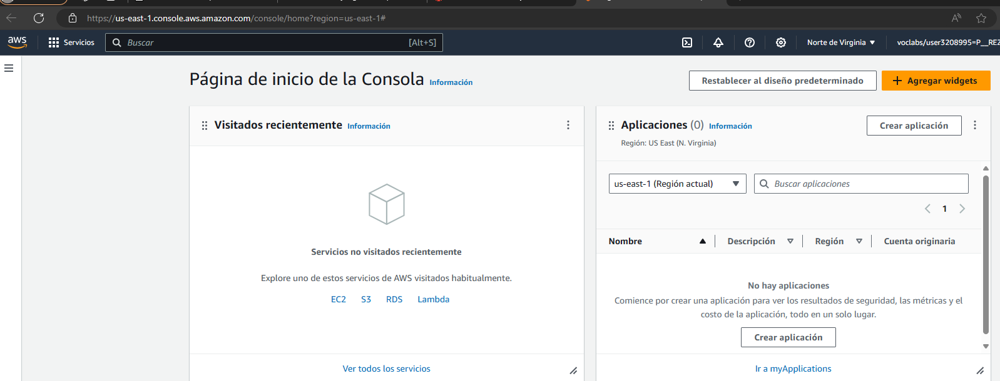 https://us-east-1.console.aws.amazon.com/console/home?region=us-east-1#
aws
Servicios
Buscar
[Alt+S]
Norte de Virginia
voclabs/user3208995=P__REZ
Página de inicio de la Consola Información
Restablecer al diseño predeterminado
Agregar widgets
Visitados recientemente Información
Servicios no visitados recientemente
Explore uno de estos servicios de AWS visitados habitualmente.
EC2 S3 RDS Lambda
Ver todos los servicios
Aplicaciones (0) Información
Región: US East (N. Virginia)
Crear aplicación
us-east-1 (Región actual)
Buscar aplicaciones
1
Nombre Descripción Región Cuenta originaria
No hay aplicaciones
Comience por crear una aplicación para ver los resultados de seguridad, las métricas y el
costo de la aplicación, todo en un solo lugar.
Crear aplicación
Ir a myApplications